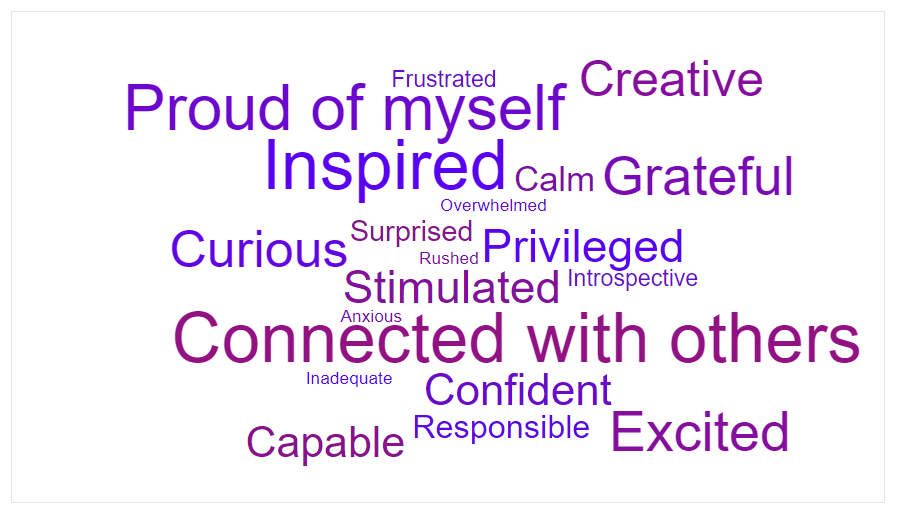 Frustrated
Creative
Proud of myself
Inspired
Calm
Grateful
Overwhelmed
Surprised
Curious
Privileged
Rushed
Introspective
Stimulated
Anxious
Connected with others
Inadequate
Confident
Responsible
Excited
Capable